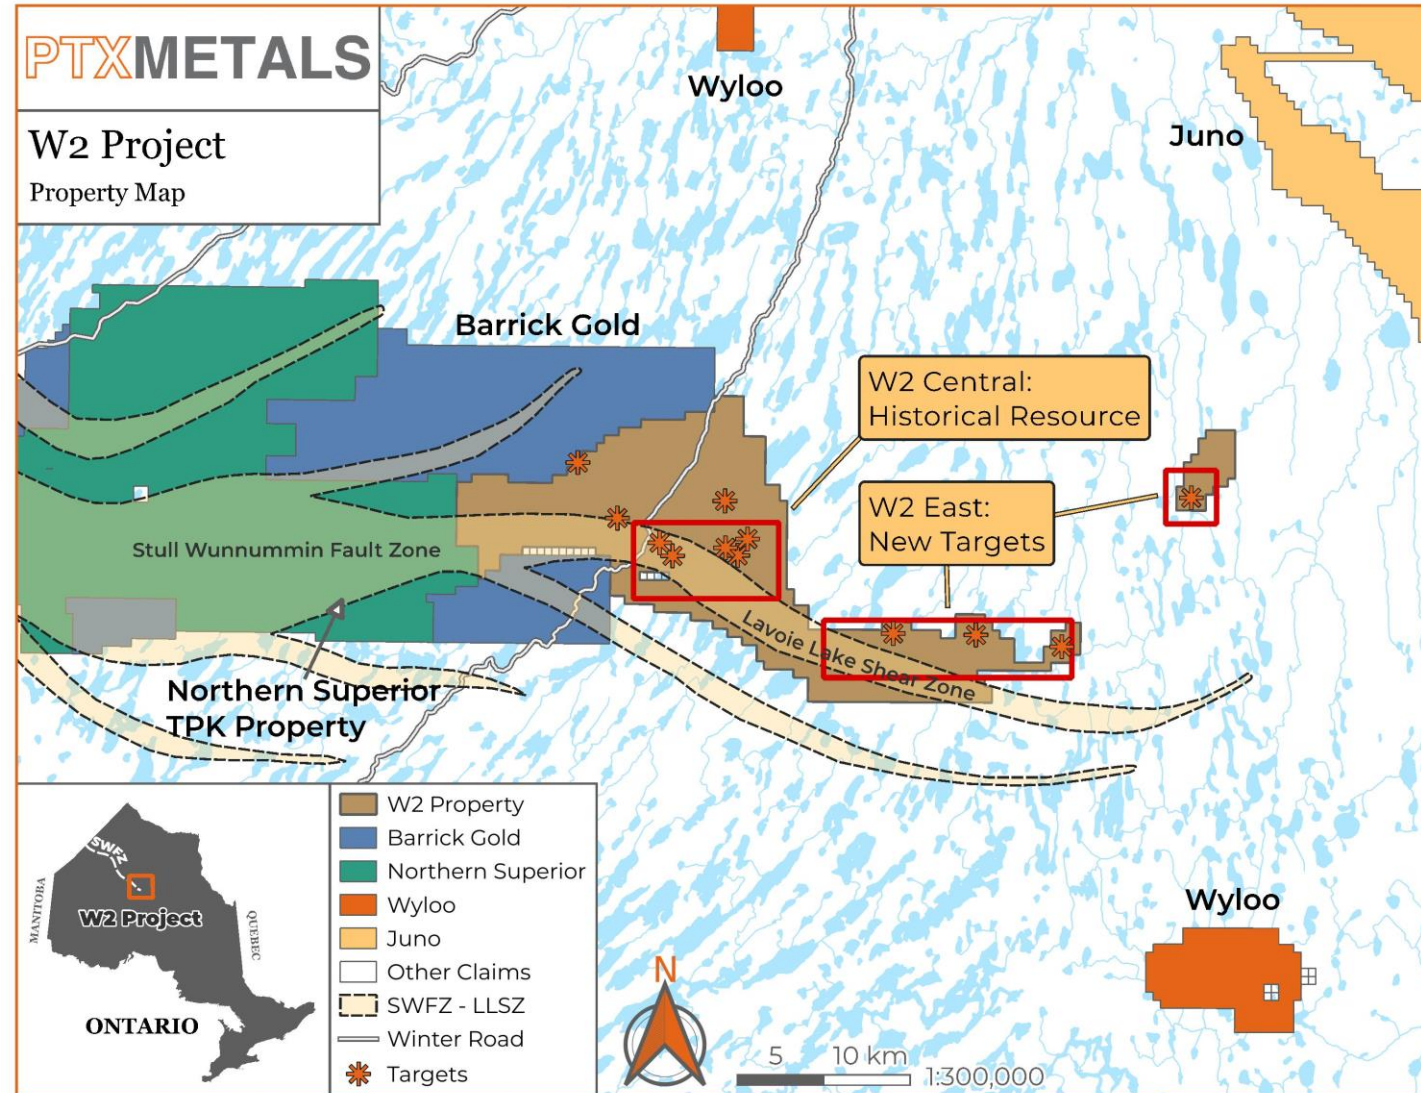 PTXMETALS
W2 Project
Property Map
Wyloo
Juno
Barrick Gold
W2 Central:
Historical Resource
W2 East:
New Targets
Stull Wunnummin Fault Zone
Lavoie Lake Shear Zone
Northern Superior
TPK Property
W2 Property
Barrick Gold
Northern Superior
Wyloo
Juno
Other Claims
SWFZ - LLSZ
Winter Road
Targets
SWFZ
W2 Project
MANITOBA
QUEBEC
ONTARIO
Wyloo
N
5 10 km
1:300,000